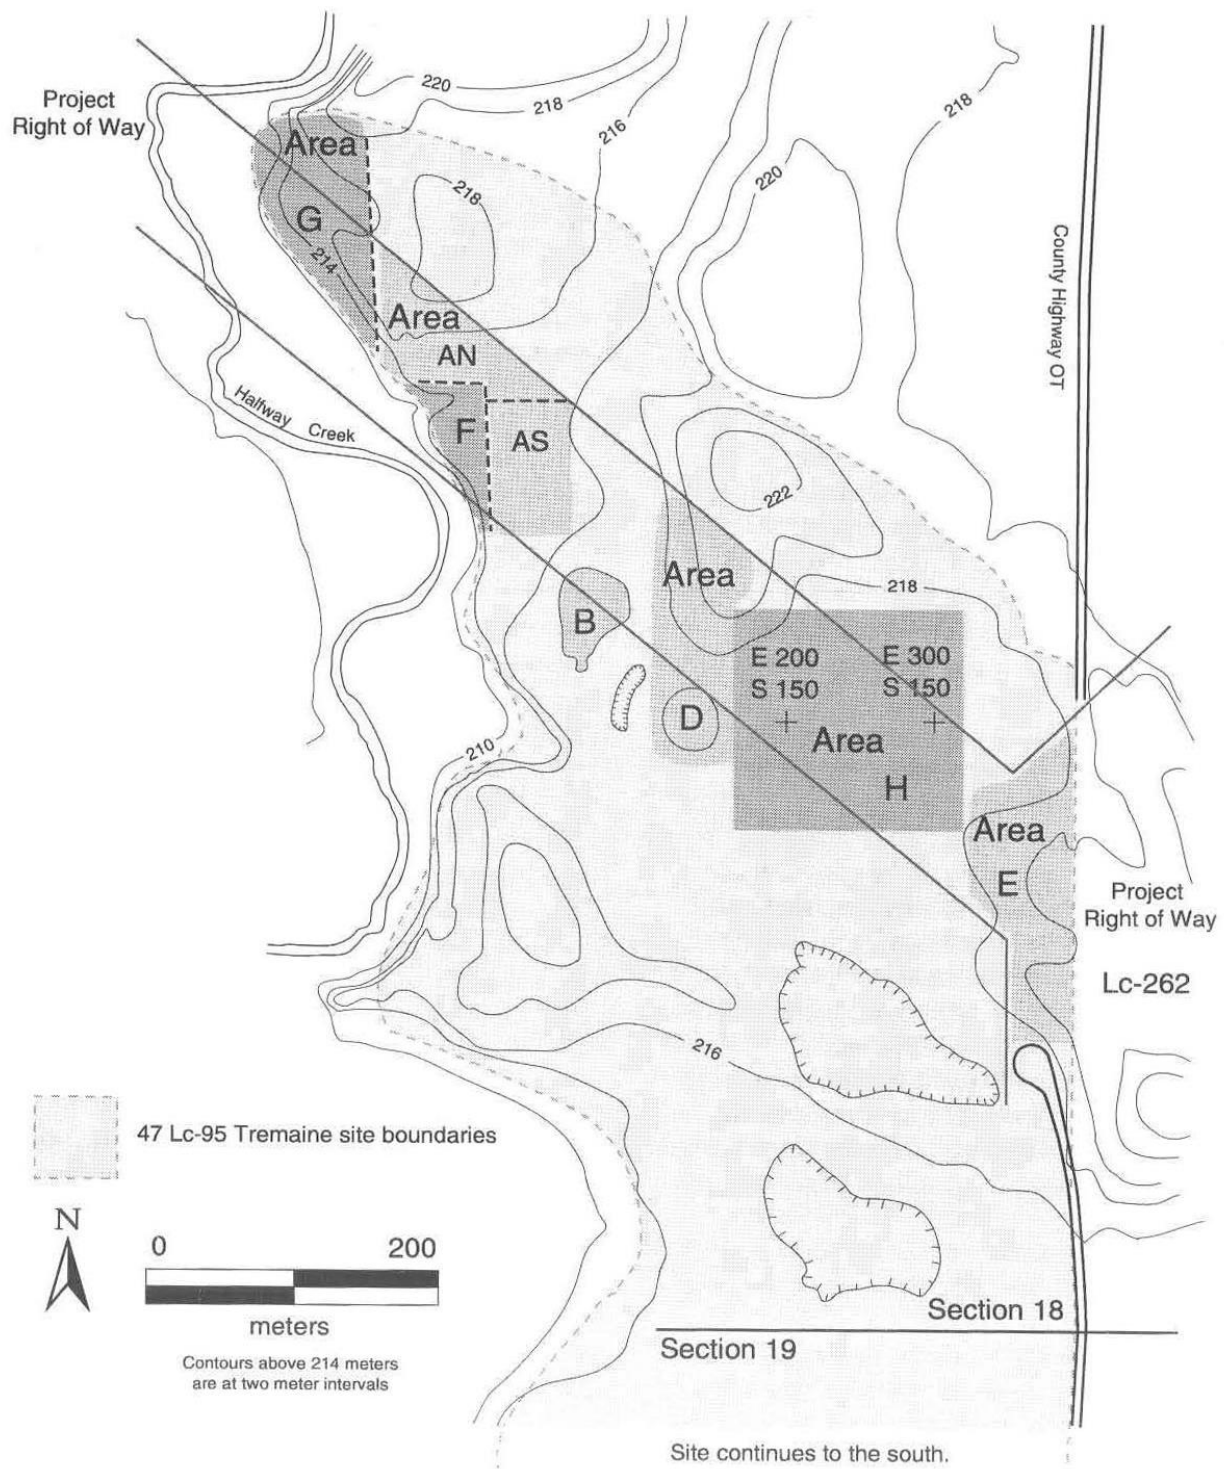 220
218
216
218
Project
Right of Way
Area
220
218
G
214
County Highway OT
Area
AN
Halfway Creek
F
AS
222
Area
218
B
E 200
S 150
E 300
S 150
D
Area
H
210
Area
E
Project
Right of Way
Lc-262
216
47 Lc-95 Tremaine site boundaries
N
0 200
meters
Contours above 214 meters
are at two meter intervals
Section 18
Section 19
Site continues to the south.